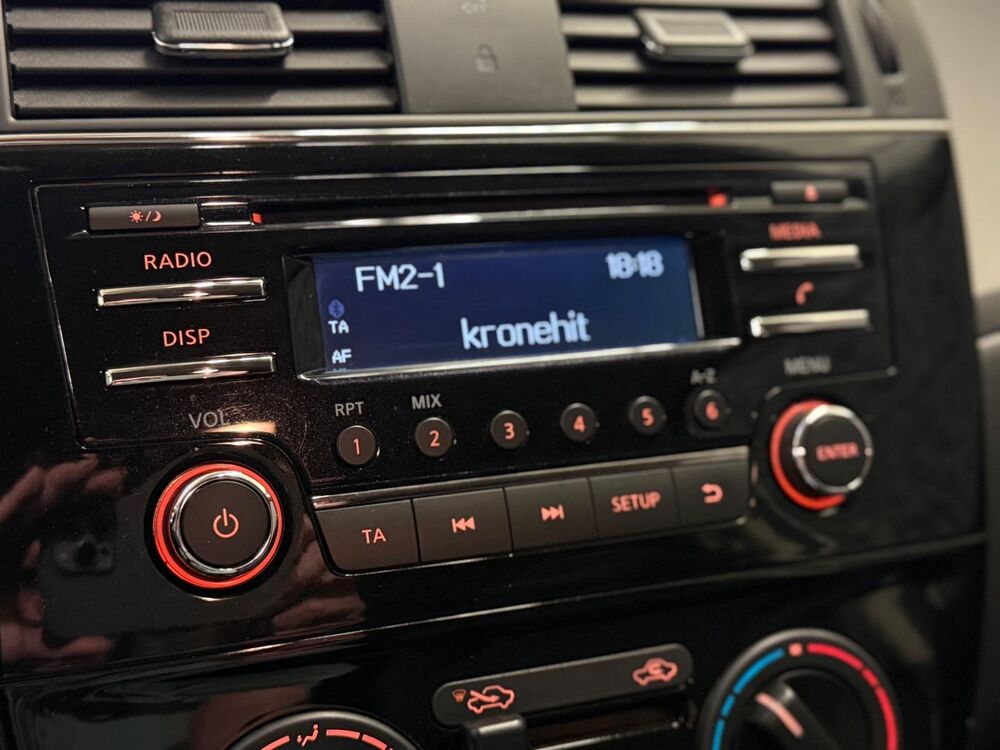 RADIO
MEDIA
FM2-1 18:18
TA
kronehit
AF
DISP
MENU
VOL
RPT MIX A-Z
1 2 3 4 5 6
ENTER
TA SETUP